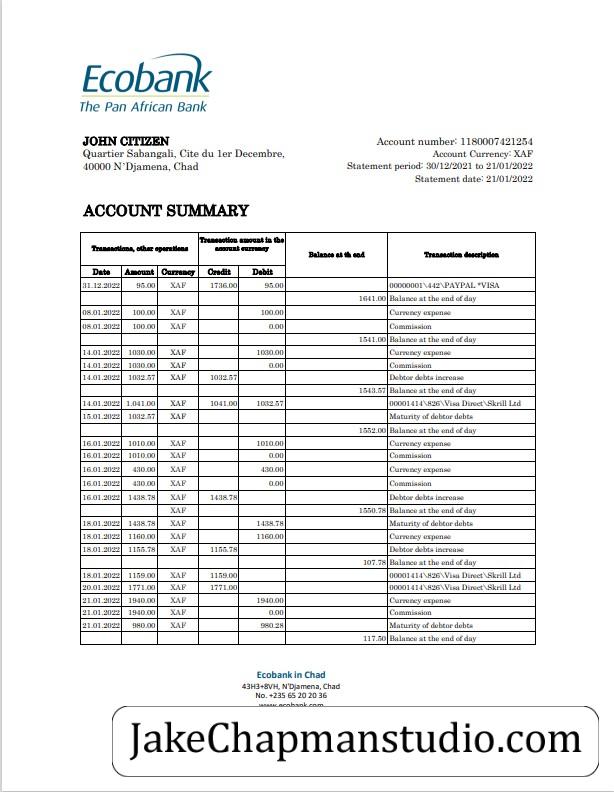 Ecobank
The Pan African Bank
JOHN CITIZEN
Quartier Sabangali, Cite du 1er Decembre,
40000 N'Djamena, Chad
Account number: 1180007421254
Account Currency: XAF
Statement period: 30/12/2021 to 21/01/2022
Statement date: 21/01/2022
ACCOUNT SUMMARY
Transactions, other operations Transaction amount in the account currency Balance at th end Transaction description
Date Amount Currency Credit Debit
31.12.2022 95.00 XAF 1736.00 95.00 00000001\442\PAYPAL *VISA
1641.00 Balance at the end of day
08.01.2022 100.00 XAF 100.00 Currency expense
08.01.2022 100.00 XAF 0.00 Commission
1541.00 Balance at the end of day
14.01.2022 1030.00 XAF 1030.00 Currency expense
14.01.2022 1030.00 XAF 0.00 Commission
14.01.2022 1032.57 XAF 1032.57 Debtor debts increase
1543.57 Balance at the end of day
14.01.2022 1,041.00 XAF 1041.00 1032.57 00001414\826\Visa Direct\Skrill Ltd
15.01.2022 1032.57 XAF Maturity of debtor debts
1552.00 Balance at the end of day
16.01.2022 1010.00 XAF 1010.00 Currency expense
16.01.2022 1010.00 XAF 0.00 Commission
16.01.2022 430.00 XAF 430.00 Currency expense
16.01.2022 430.00 XAF 0.00 Commission
16.01.2022 1438.78 XAF 1438.78 Debtor debts increase
XAF 1550.78 Balance at the end of day
18.01.2022 1438.78 XAF 1438.78 Maturity of debtor debts
18.01.2022 1160.00 XAF 1160.00 Currency expense
18.01.2022 1155.78 XAF 1155.78 Debtor debts increase
107.78 Balance at the end of day
18.01.2022 1159.00 XAF 1159.00 00001414\826\Visa Direct\Skrill Ltd
20.01.2022 1771.00 XAF 1771.00 00001414\826\Visa Direct\Skrill Ltd
21.01.2022 1940.00 XAF 1940.00 Currency expense
21.01.2022 1940.00 XAF 0.00 Commission
21.01.2022 980.00 XAF 980.28 Maturity of debtor debts
117.50 Balance at the end of day
Ecobank in Chad
43H3+8VH, N'Djamena, Chad
No. +235 65 20 20 36
www.ecobank.com
JakeChapmanstudio.com